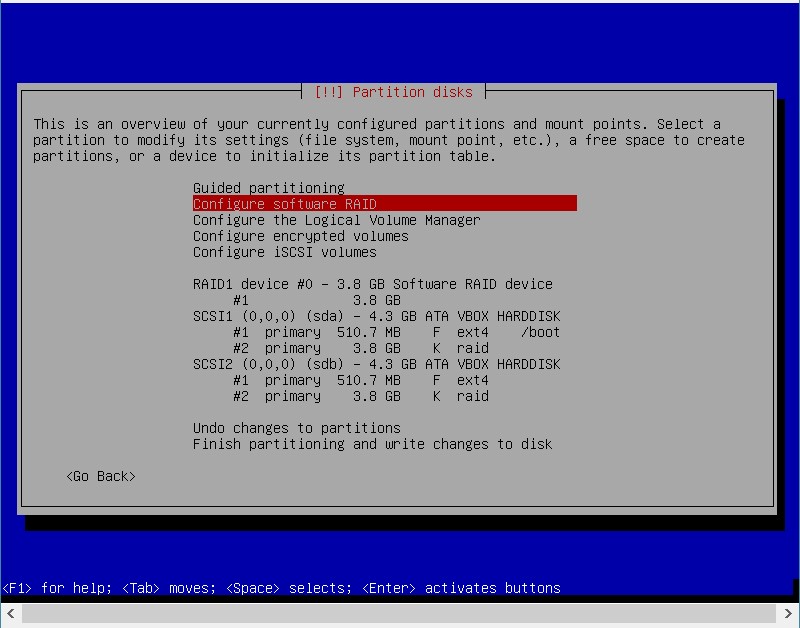 [!!] Partition disks
This is an overview of your currently configured partitions and mount points. Select a
partition to modify its settings (file system, mount point, etc.), a free space to create
partitions, or a device to initialize its partition table.
Guided partitioning
Configure software RAID
Configure the Logical Volume Manager
Configure encrypted volumes
Configure iSCSI volumes
RAID1 device #0 - 3.8 GB Software RAID device
#1 3.8 GB
SCSI1 (0,0,0) (sda) - 4.3 GB ATA VBOX HARDDISK
#1 primary 510.7 MB F ext4 /boot
#2 primary 3.8 GB K raid
SCSI2 (0,0,0) (sdb) - 4.3 GB ATA VBOX HARDDISK
#1 primary 510.7 MB F ext4
#2 primary 3.8 GB K raid
Undo changes to partitions
Finish partitioning and write changes to disk
<Go Back>
<F1> for help; <Tab> moves; <Space> selects; <Enter> activates buttons